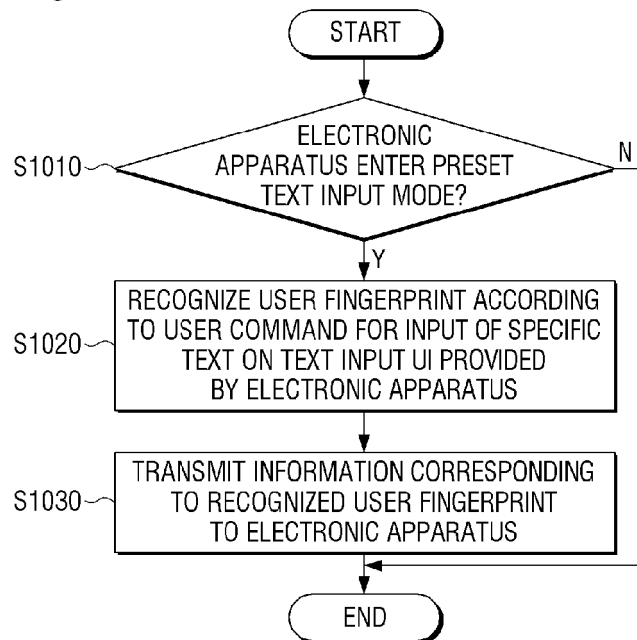 START
ELECTRONIC
APPARATUS ENTER PRESET
TEXT INPUT MODE?
S1010
N
Y
RECOGNIZE USER FINGERPRINT ACCORDING
TO USER COMMAND FOR INPUT OF SPECIFIC
TEXT ON TEXT INPUT UI PROVIDED
BY ELECTRONIC APPARATUS
S1020
TRANSMIT INFORMATION CORRESPONDING
TO RECOGNIZED USER FINGERPRINT
TO ELECTRONIC APPARATUS
S1030
END